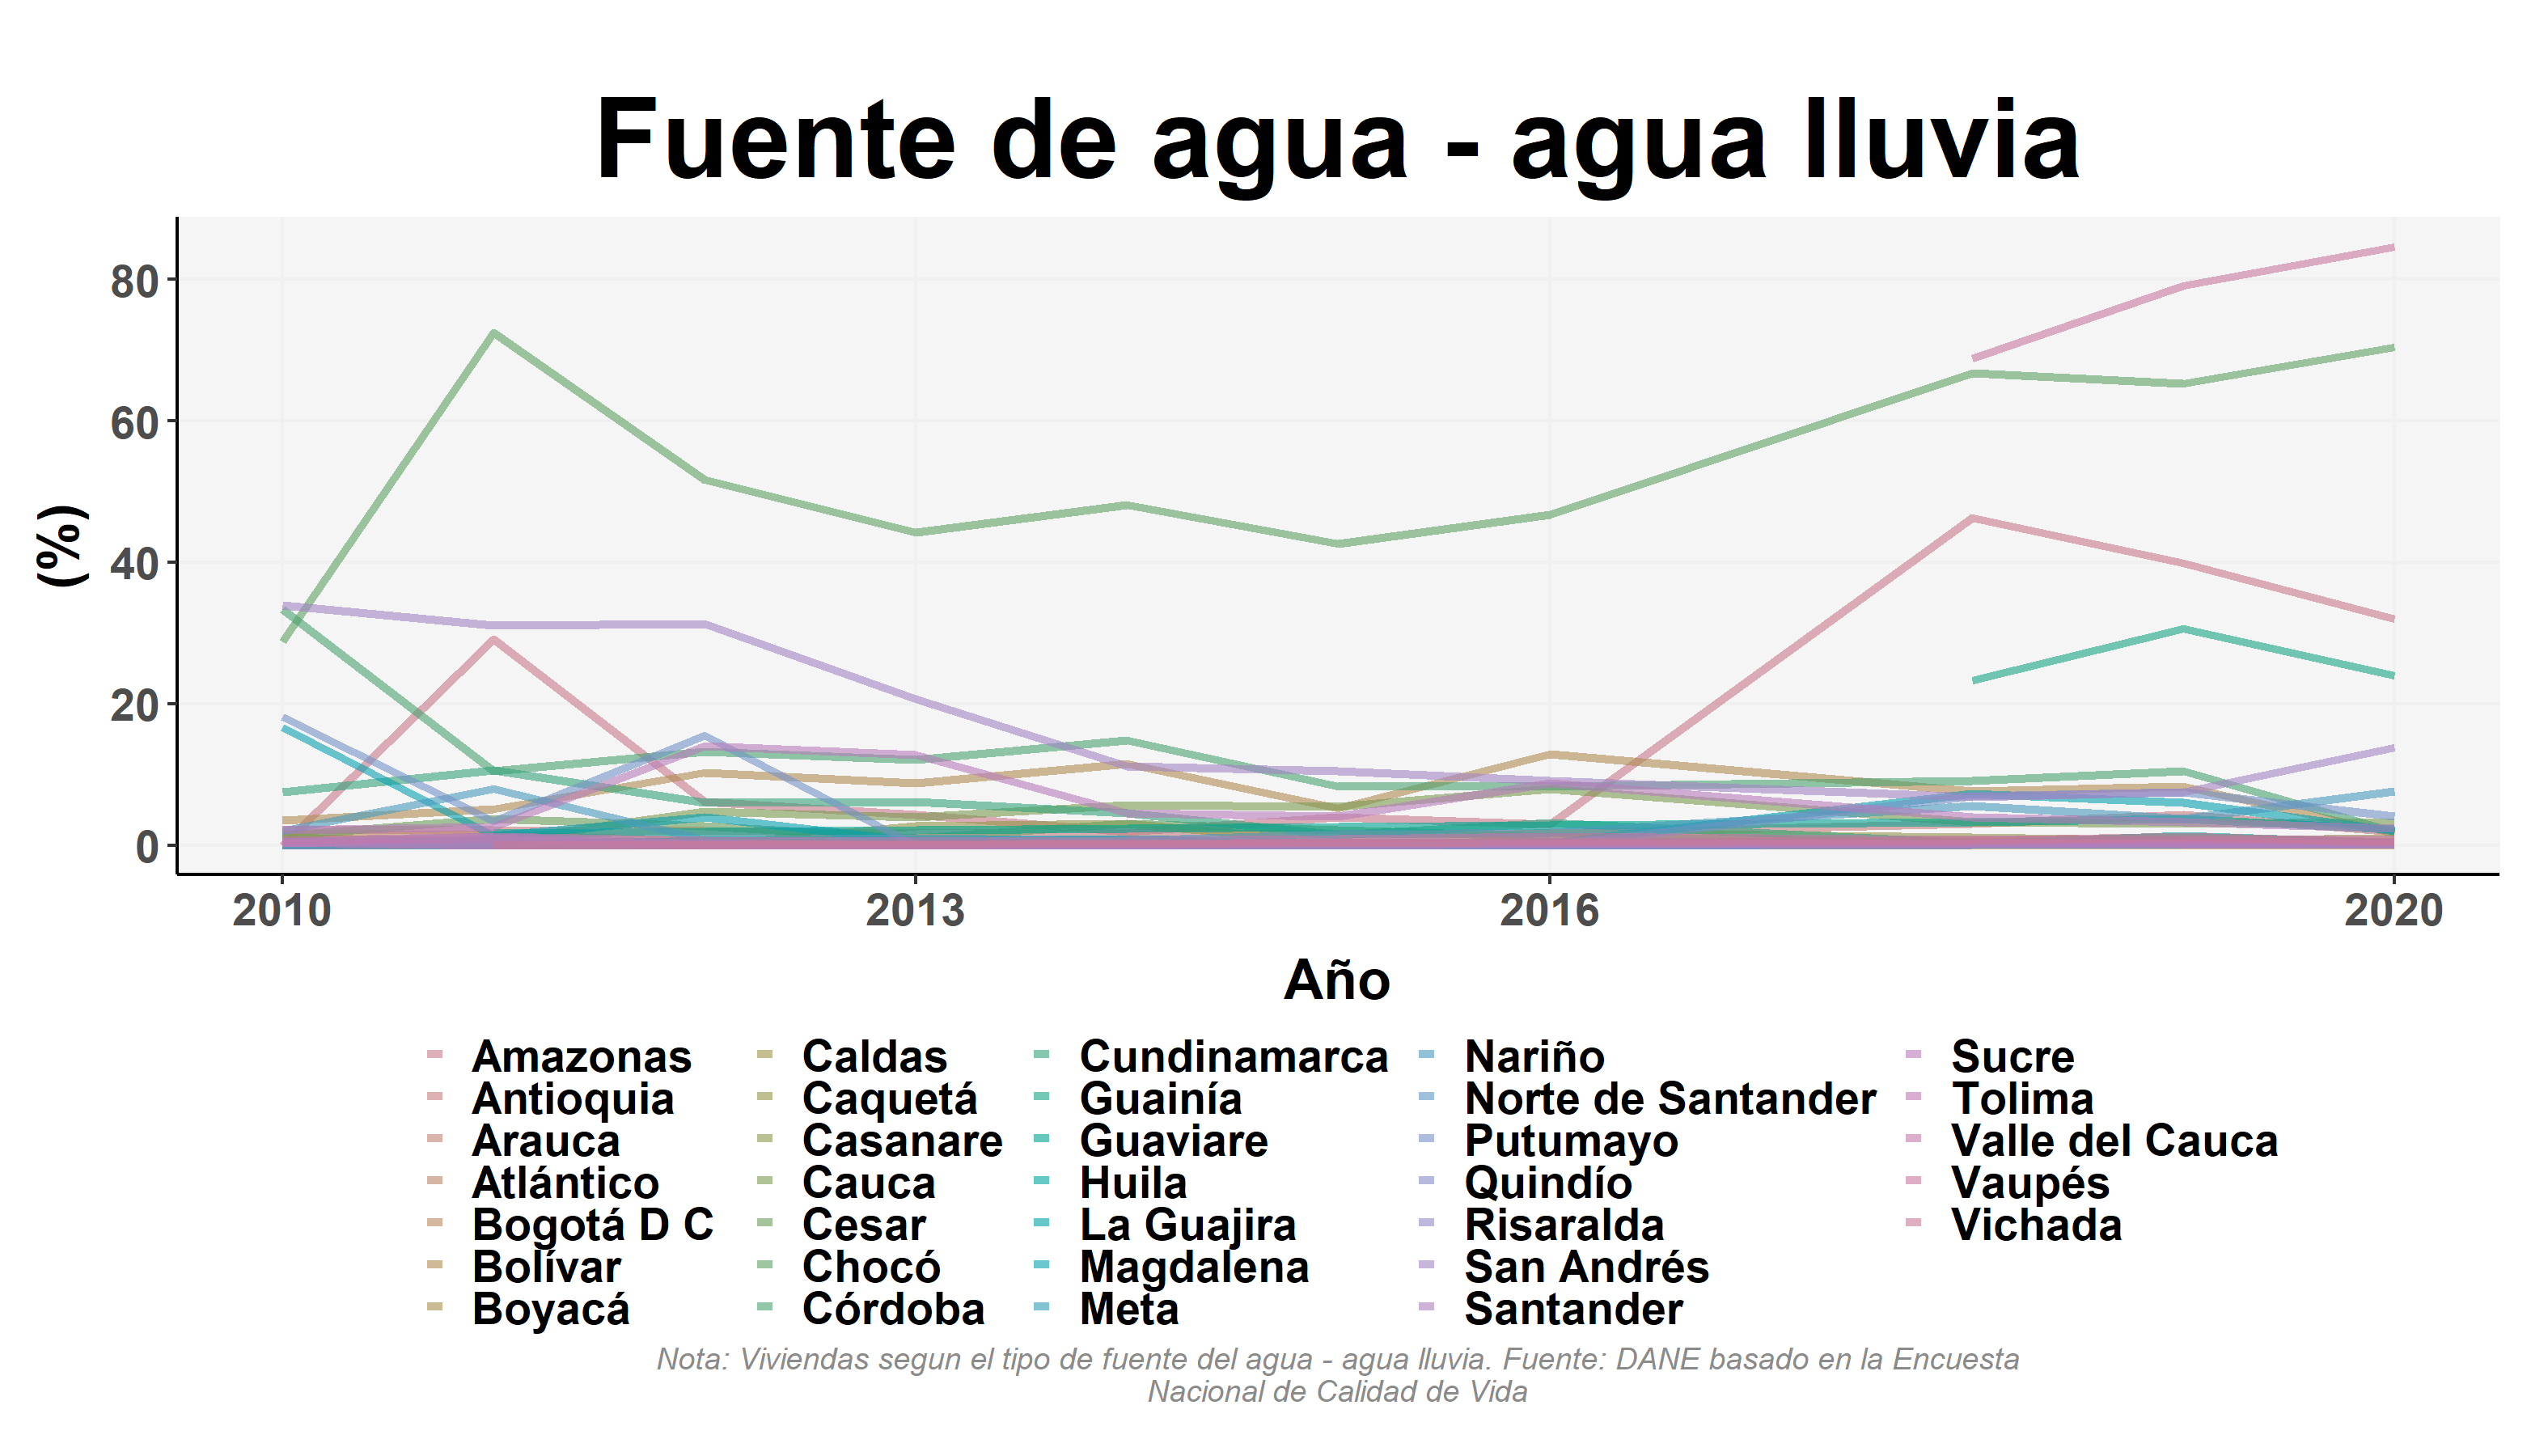 Fuente de agua - agua lluvia
80
60
40
20
0
(%)
2010 2013 2016 2020
Año
Amazonas Caldas Cundinamarca Nariño Sucre
Antioquia Caquetá Guainía Norte de Santander Tolima
Arauca Casanare Guaviare Putumayo Valle del Cauca
Atlántico Cauca Huila Quindío Vaupés
Bogotá D C Cesar La Guajira Risaralda Vichada
Bolívar Chocó Magdalena San Andrés
Boyacá Córdoba Meta Santander
Nota: Viviendas segun el tipo de fuente del agua - agua lluvia. Fuente: DANE basado en la Encuesta
Nacional de Calidad de Vida